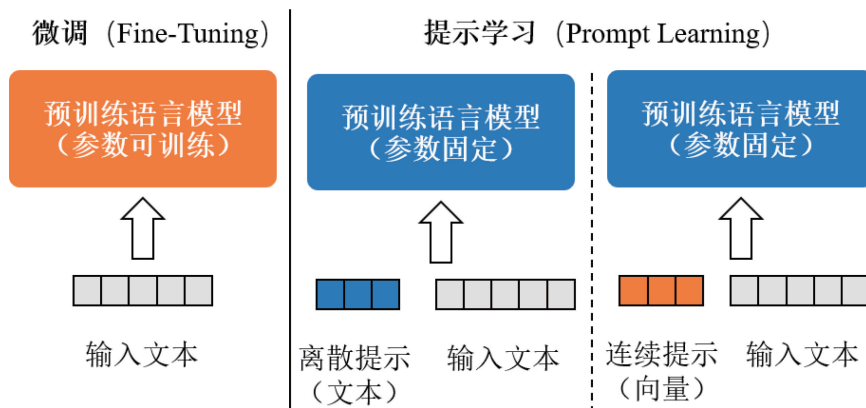 微调（Fine-Tuning）
预训练语言模型
（参数可训练）
输入文本
提示学习（Prompt Learning）
预训练语言模型
（参数固定）
离散提示
（文本）
输入文本
预训练语言模型
（参数固定）
连续提示
（向量）
输入文本